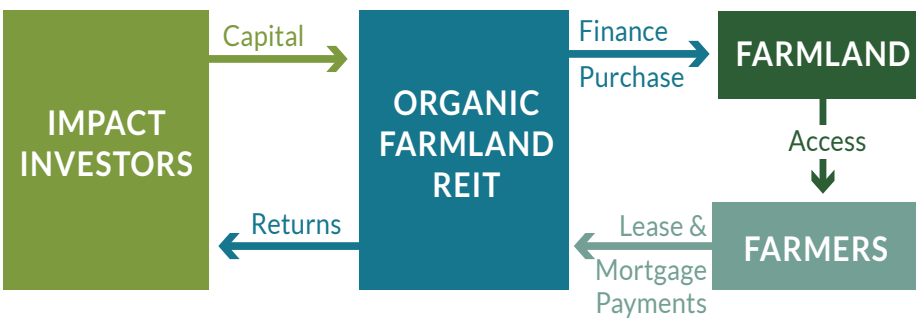 IMPACT
INVESTORS
Capital
Returns
ORGANIC
FARMLAND
REIT
Finance
Purchase
FARMLAND
Access
FARMERS
Lease &
Mortgage
Payments